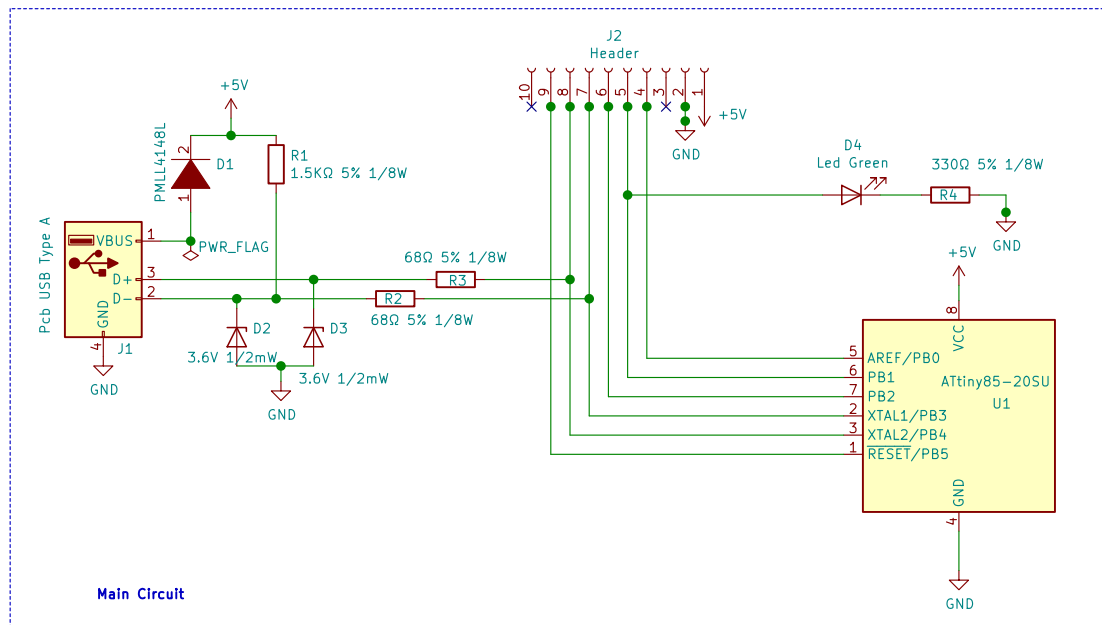 J2
Header
10
9
8
7
6
5
4
3
2
1
+5V
GND
+5V
PMLL4148L
2
D1
1
R1
1.5KΩ 5% 1/8W
PWR_FLAG
Pcb USB Type A
VBUS
1
D+
3
D-
2
GND
4
J1
GND
68Ω 5% 1/8W
R3
R2
68Ω 5% 1/8W
D2
3.6V 1/2mW
D3
3.6V 1/2mW
GND
D4
Led Green
330Ω 5% 1/8W
R4
GND
+5V
8
VCC
5
AREF/PB0
6
PB1
7
PB2
2
XTAL1/PB3
3
XTAL2/PB4
1
RESET/PB5
ATtiny85-20SU
U1
GND
4
GND
Main Circuit